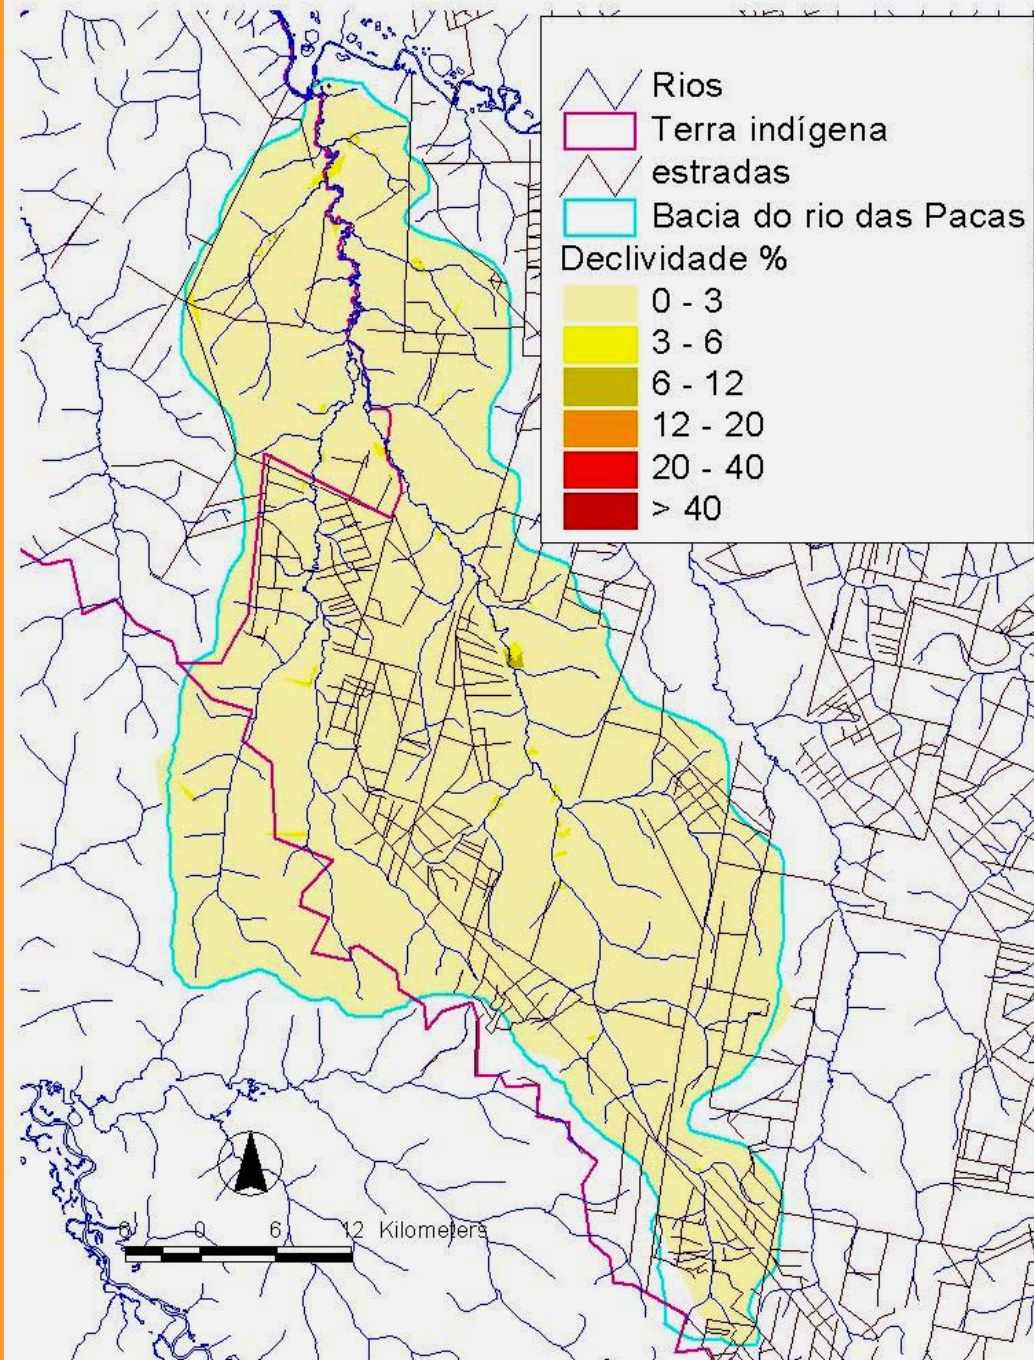 Rios
Terra indígena
estradas
Bacia do rio das Pacas
Declividade %
0 - 3
3 - 6
6 - 12
12 - 20
20 - 40
> 40
6 0 6 12 Kilometers